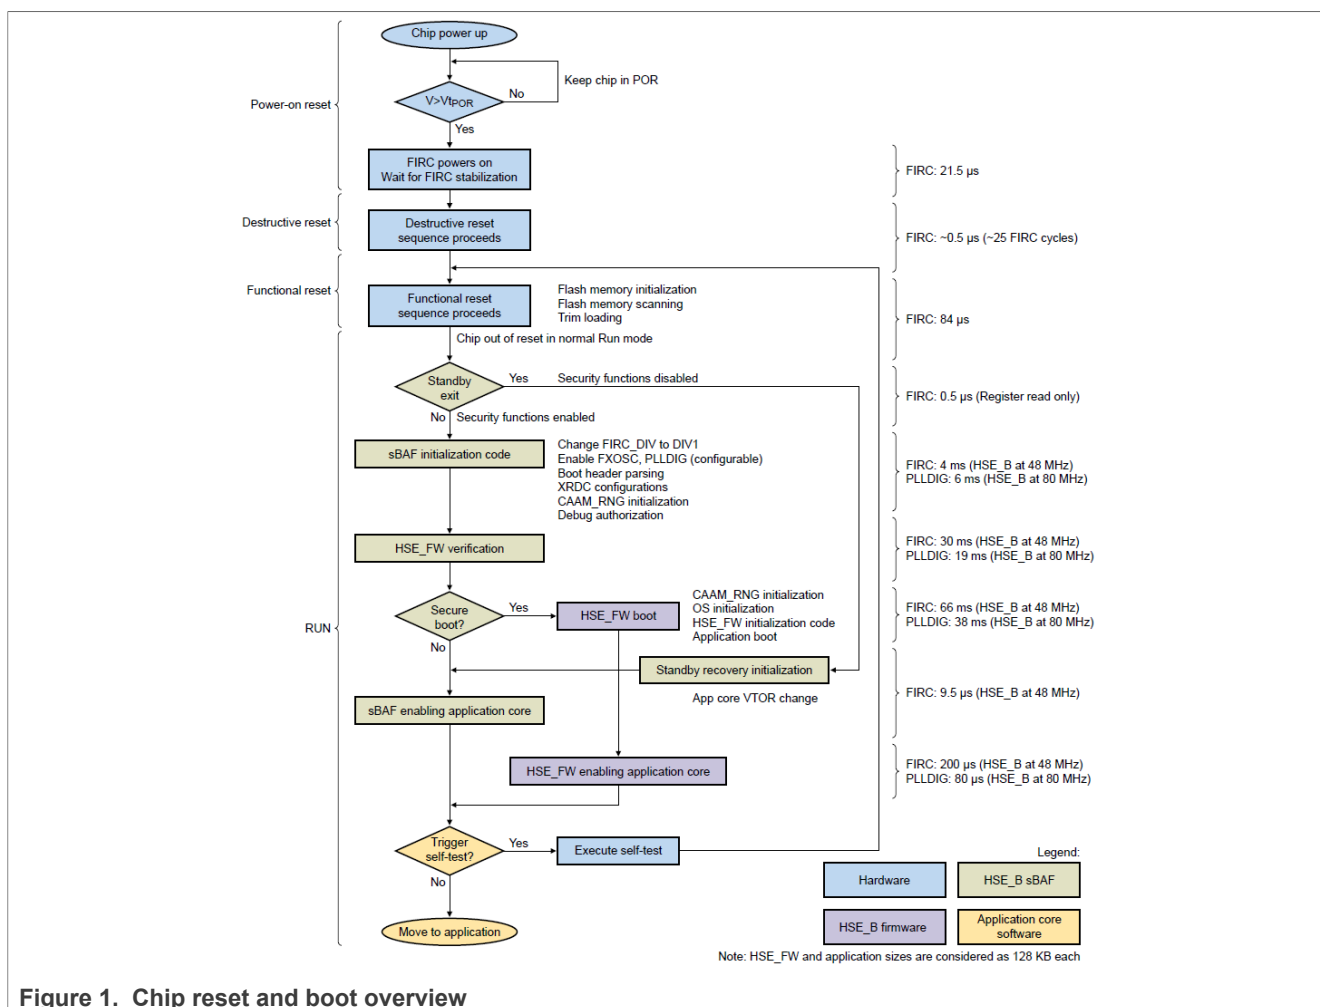 Chip power up
Keep chip in POR
V>VtPOR
No
Power-on reset
Yes
FIRC powers on
Wait for FIRC stabilization
FIRC: 21.5 µs
Destructive reset
Destructive reset
sequence proceeds
FIRC: ~0.5 µs (~25 FIRC cycles)
Functional reset
Functional reset
sequence proceeds
Flash memory initialization
Flash memory scanning
Trim loading
FIRC: 84 µs
Chip out of reset in normal Run mode
Standby
exit
Yes
Security functions disabled
FIRC: 0.5 µs (Register read only)
No
Security functions enabled
sBAF initialization code
Change FIRC_DIV to DIV1
Enable FXOSC, PLLDIG (configurable)
Boot header parsing
XRDC configurations
CAAM_RNG initialization
Debug authorization
FIRC: 4 ms (HSE_B at 48 MHz)
PLLDIG: 6 ms (HSE_B at 80 MHz)
HSE_FW verification
FIRC: 30 ms (HSE_B at 48 MHz)
PLLDIG: 19 ms (HSE_B at 80 MHz)
RUN
Secure
boot?
Yes
HSE_FW boot
CAAM_RNG initialization
OS initialization
HSE_FW initialization code
Application boot
FIRC: 66 ms (HSE_B at 48 MHz)
PLLDIG: 38 ms (HSE_B at 80 MHz)
No
Standby recovery initialization
App core VTOR change
FIRC: 9.5 µs (HSE_B at 48 MHz)
sBAF enabling application core
HSE_FW enabling application core
FIRC: 200 µs (HSE_B at 48 MHz)
PLLDIG: 80 µs (HSE_B at 80 MHz)
Trigger
self-test?
Yes
Execute self-test
No
Move to application
Legend:
Hardware
HSE_B sBAF
HSE_B firmware
Application core
software
Note: HSE_FW and application sizes are considered as 128 KB each
Figure 1. Chip reset and boot overview